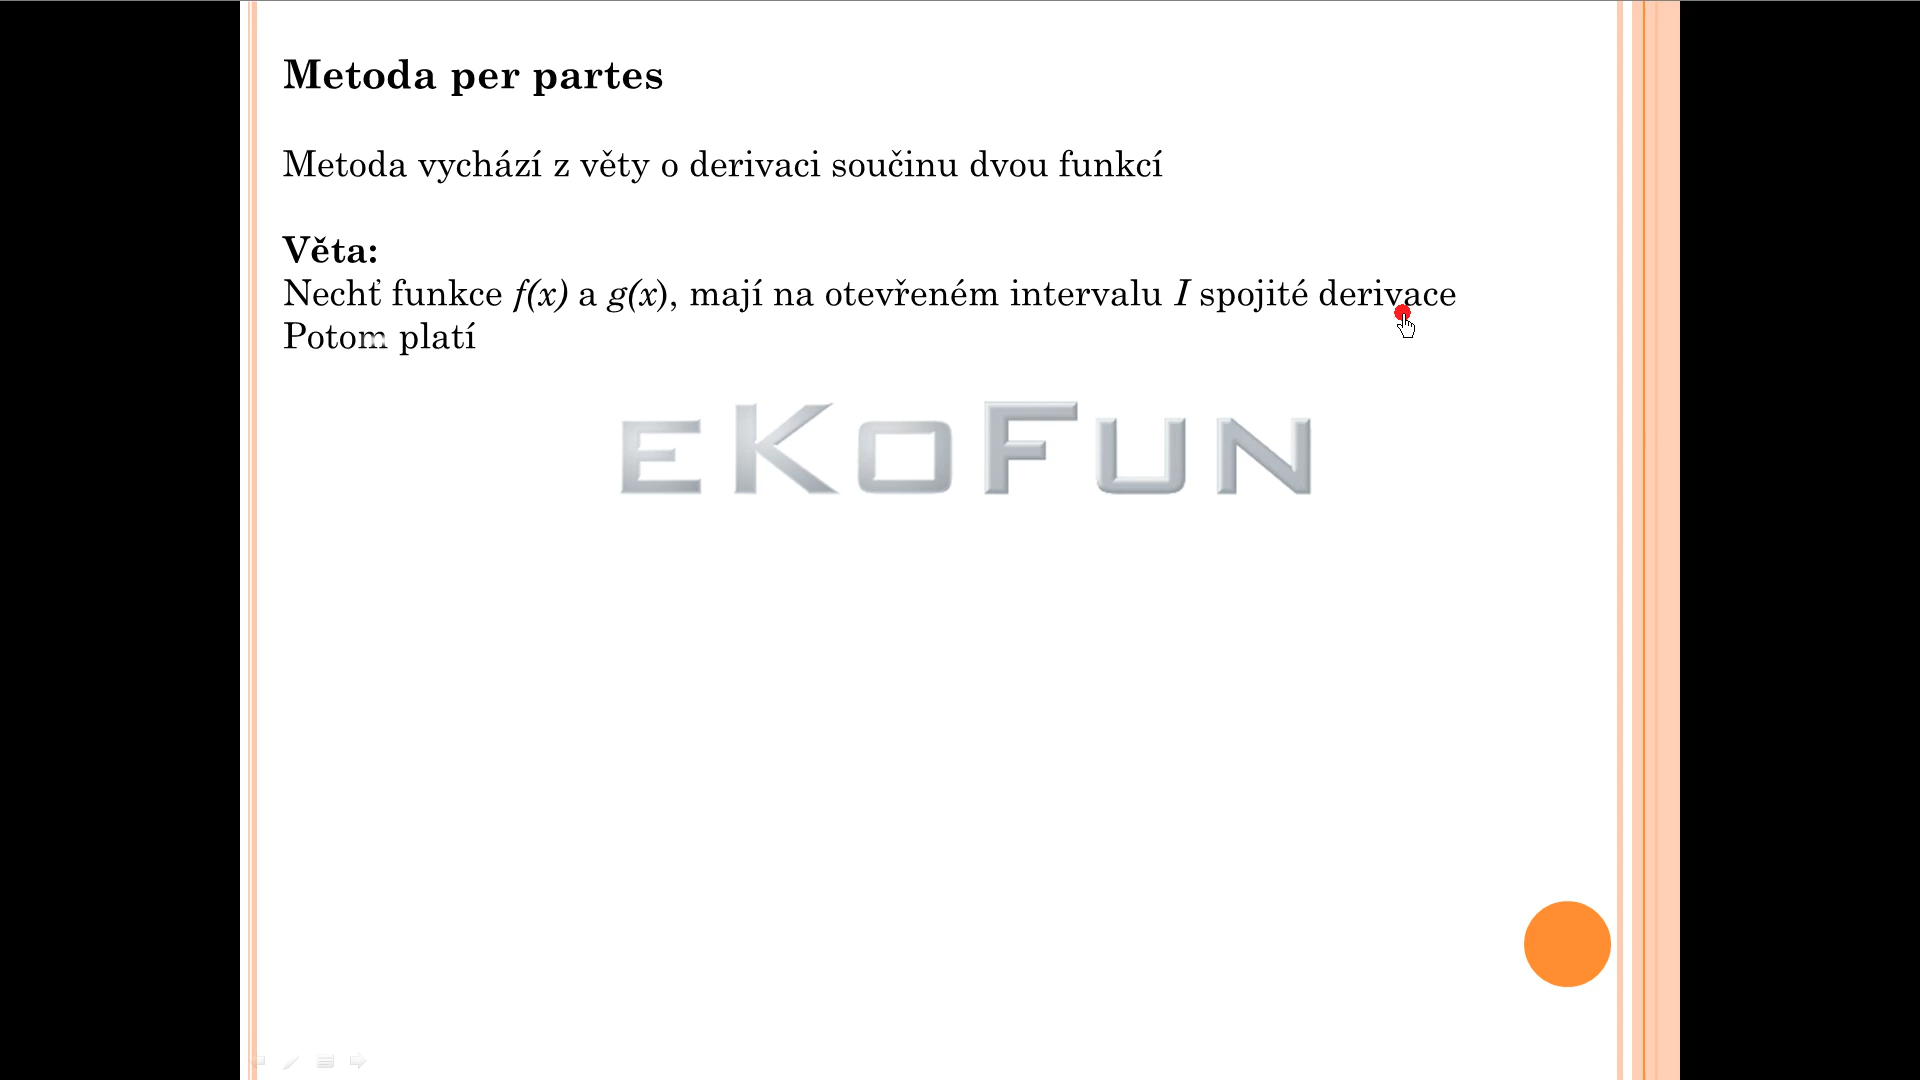 Metoda per partes
Metoda vychází z věty o derivaci součinu dvou funkcí
Věta:
Nechť funkce f(x) a g(x), mají na otevřeném intervalu I spojité derivace
Potom platí
eKoFun